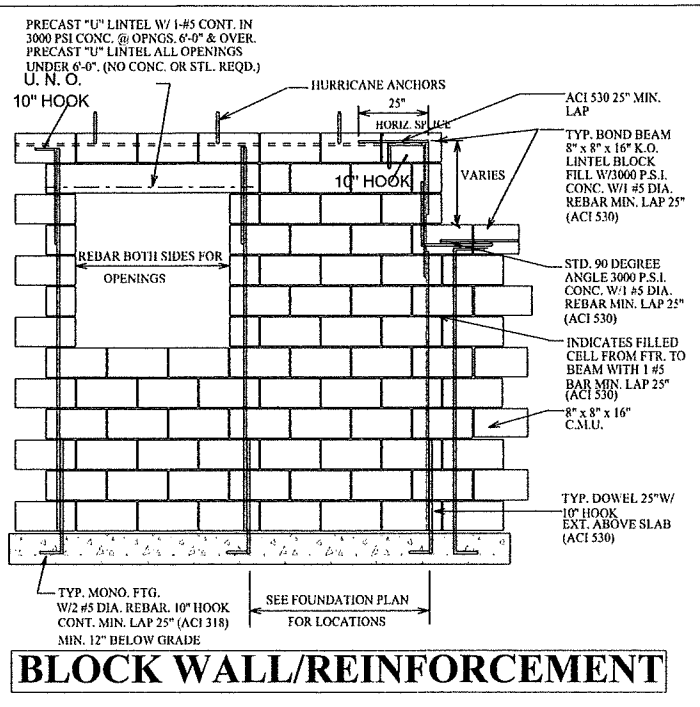 PRECAST "U" LINTEL W/ 1-#5 CONT. IN
3000 PSI CONC. @ OPNGS. 6'-0" & OVER.
PRECAST "U" LINTEL ALL OPENINGS
UNDER 6'-0". (NO CONC. OR STL. REQD.)
U. N. O.
10" HOOK
HURRICANE ANCHORS
25"
HORIZ. SPLICE
ACI 530 25" MIN.
LAP
10" HOOK
VARIES
TYP. BOND BEAM
8" x 8" x 16" K.O.
LINTEL BLOCK
FILL W/3000 P.S.I.
CONC. W/1 #5 DIA.
REBAR MIN. LAP 25"
(ACI 530)
REBAR BOTH SIDES FOR
OPENINGS
STD. 90 DEGREE
ANGLE 3000 P.S.I.
CONC. W/1 #5 DIA.
REBAR MIN. LAP 25"
(ACI 530)
INDICATES FILLED
CELL FROM FTR. TO
BEAM WITH 1 #5
BAR MIN. LAP 25"
(ACI 530)
8" x 8" x 16"
C.M.U.
TYP. DOWEL 25"W/
10" HOOK
EXT. ABOVE SLAB
(ACI 530)
TYP. MONO. FTG.
W/2 #5 DIA. REBAR. 10" HOOK
CONT. MIN. LAP 25" (ACI 318)
MIN. 12" BELOW GRADE
SEE FOUNDATION PLAN
FOR LOCATIONS
BLOCK WALL/REINFORCEMENT